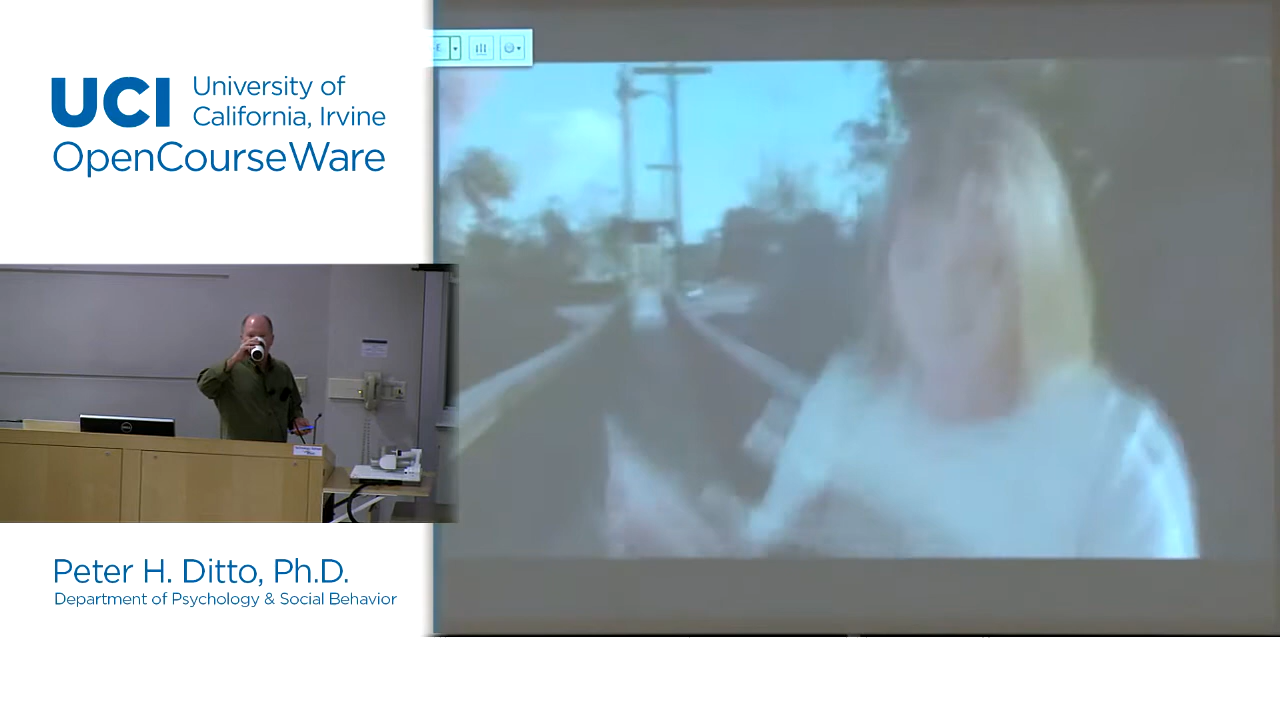 UCI
University of
California, Irvine
OpenCourseWare
Peter H. Ditto, Ph.D.
Department of Psychology & Social Behavior